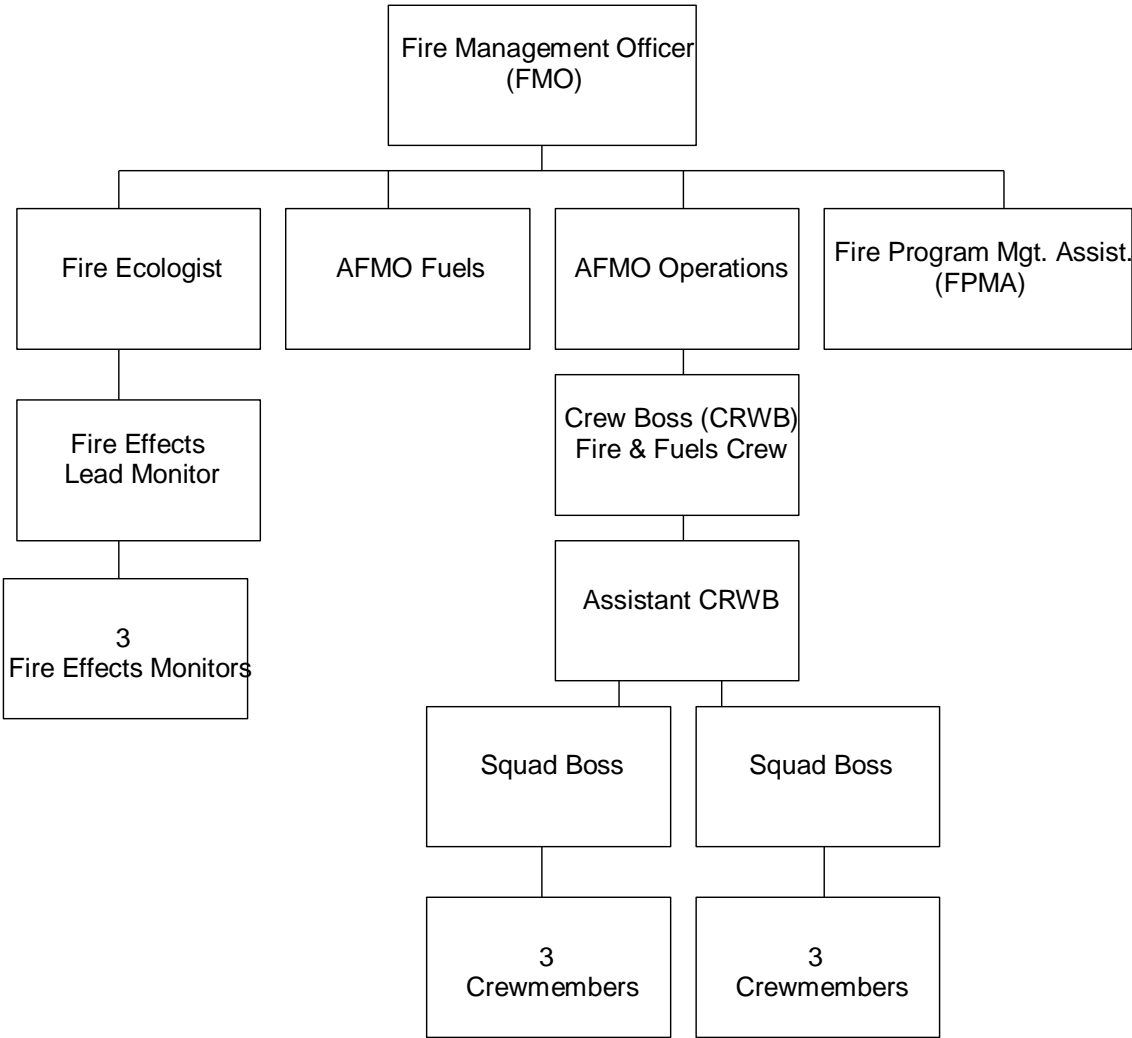 Fire Management Officer
(FMO)
Fire Ecologist
AFMO Fuels
AFMO Operations
Fire Program Mgt. Assist.
(FPMA)
Fire Effects
Lead Monitor
Crew Boss (CRWB)
Fire & Fuels Crew
3
Fire Effects Monitors
Assistant CRWB
Squad Boss
Squad Boss
3
Crewmembers
3
Crewmembers